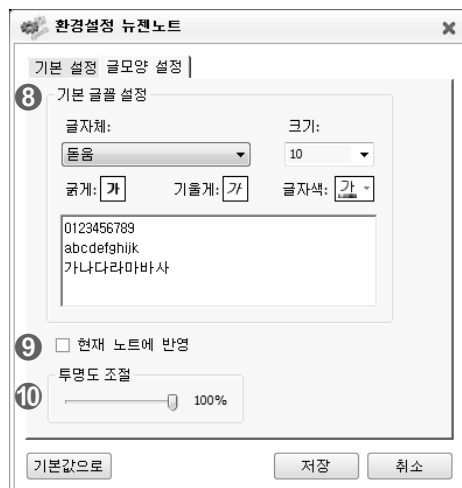 환경설정 뉴젠노트
기본 설정 글모양 설정
8 기본 글꼴 설정
글자체: 크기:
돋움 10
굵게: 가 기울게: 가 글자색: 가
0123456789
abcdefghijk
가나다라마바사
9 현재 노트에 반영
투명도 조절
10 100%
기본값으로 저장 취소